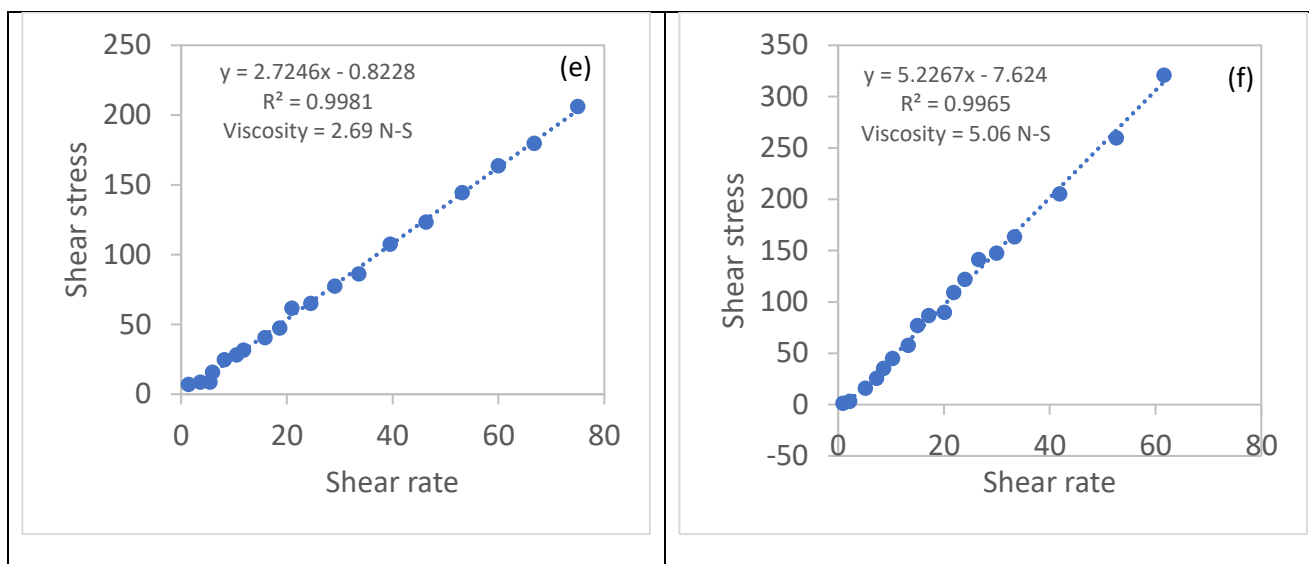 (e)
y = 2.7246x - 0.8228
R² = 0.9981
Viscosity = 2.69 N-S
250
200
150
100
50
0
Shear stress
0 20 40 60 80
Shear rate
(f)
y = 5.2267x - 7.624
R² = 0.9965
Viscosity = 5.06 N-S
350
300
250
200
150
100
50
0
-50
Shear stress
0 20 40 60 80
Shear rate